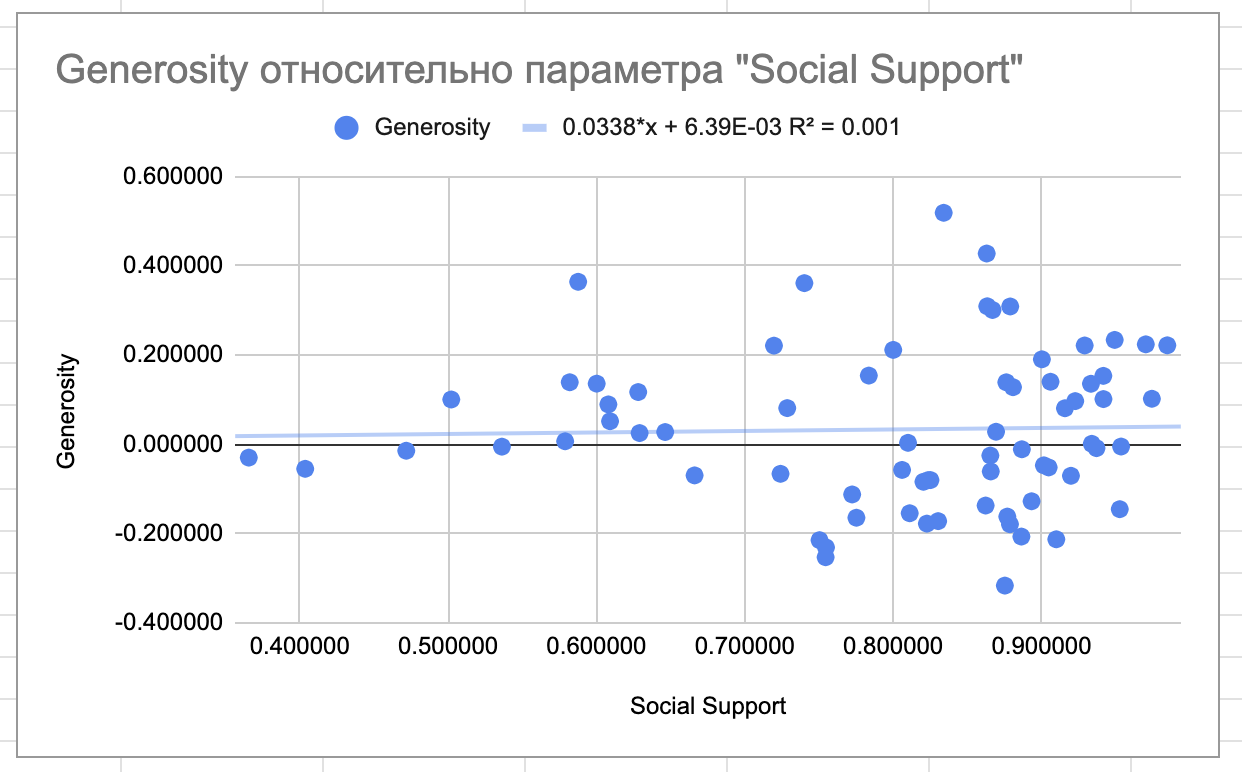 Generosity относительно параметра "Social Support"
Generosity 0.0338*x + 6.39E-03 R² = 0.001
0.600000
0.400000
0.200000
0.000000
-0.200000
-0.400000
Generosity
0.400000 0.500000 0.600000 0.700000 0.800000 0.900000
Social Support